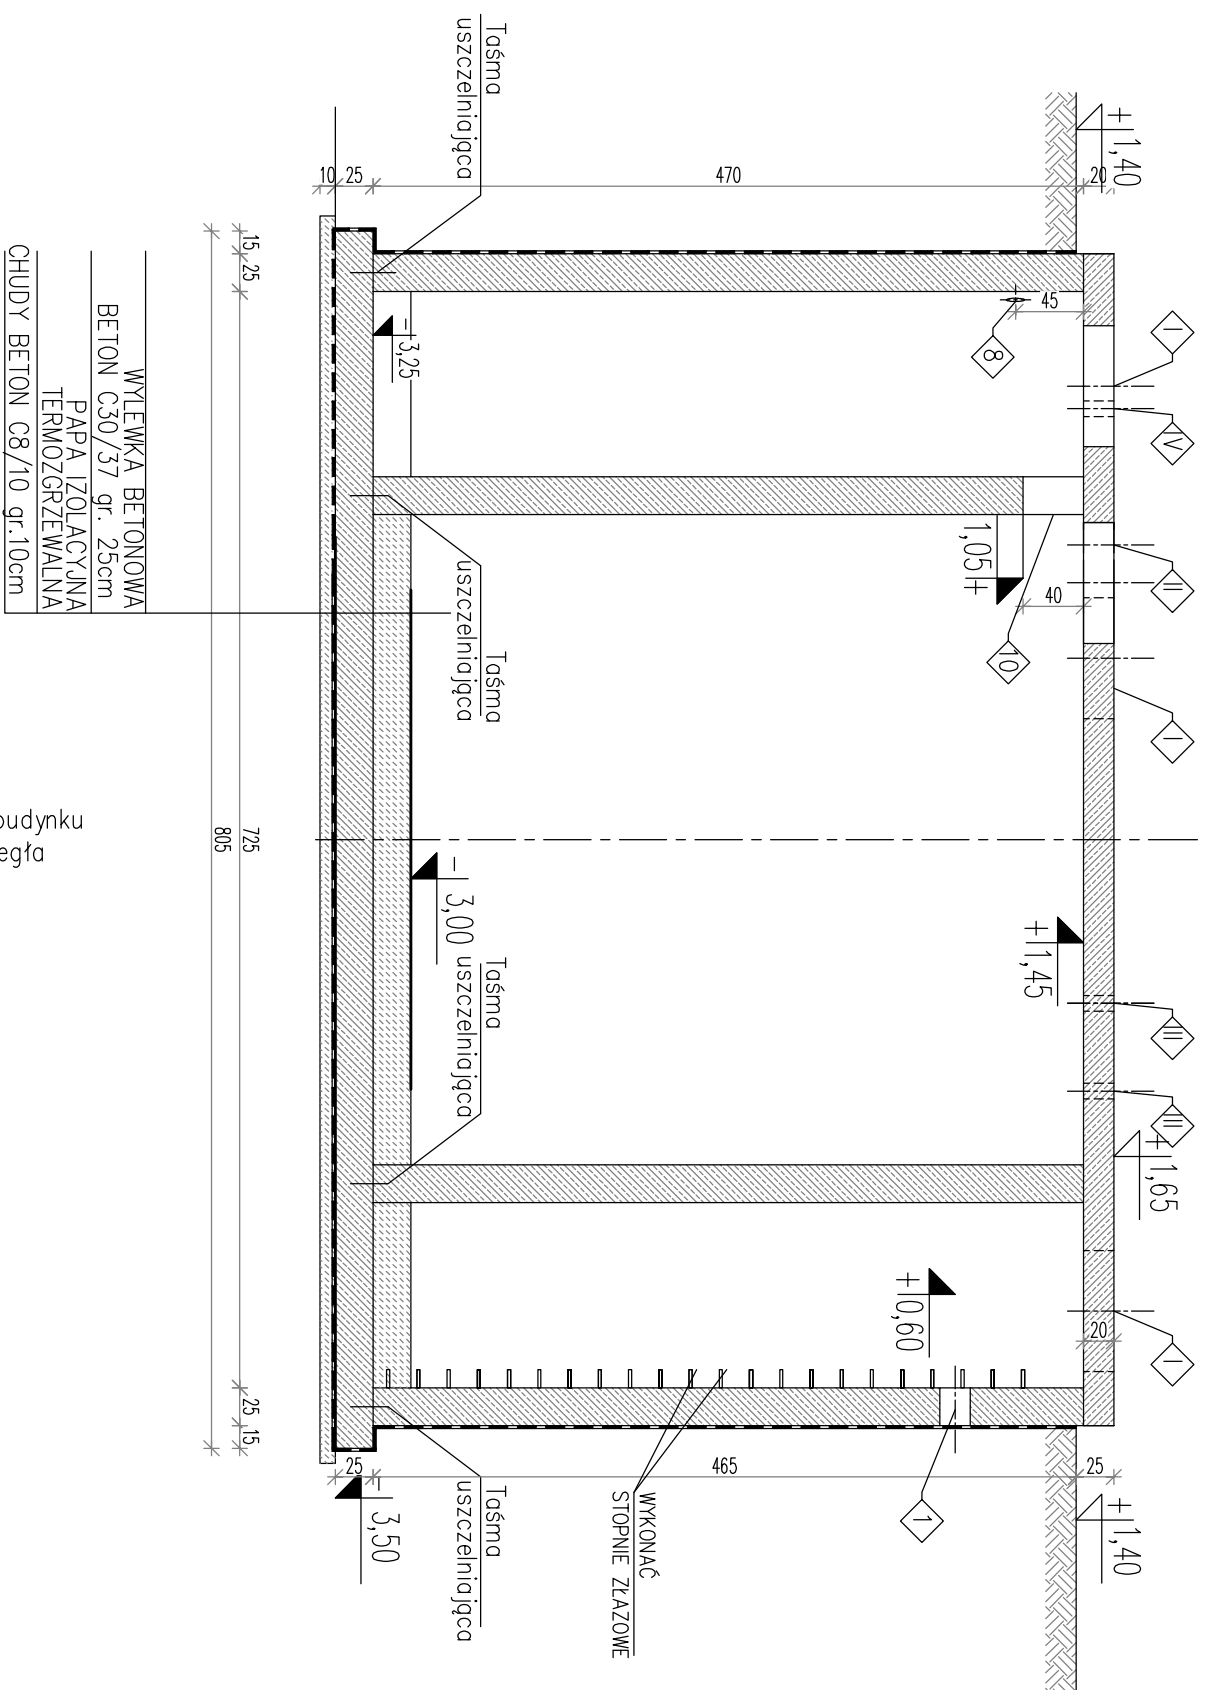 + 1,40
20
470
25
10
Taśma
uszczelniająca
15
25
725
805
25
15
- 3,25
45
8
I
IV
II
I
III
III
I
1,05+
40
10
Taśma
uszczelniająca
- 3,00
+ 1,45
+ 1,65
Taśma
uszczelniająca
+ 0,60
20
WYKONAĆ
STOPNIE ZŁAZOWE
1
25
465
25
- 3,50
+ 1,40
Taśma
uszczelniająca
WYLEWKA BETONOWA
BETON C30/37 gr. 25cm
PAPA IZOLACYJNA
TERMOZGRZEWALNA
CHUDY BETON C8/10 gr.10cm
budynku
egła